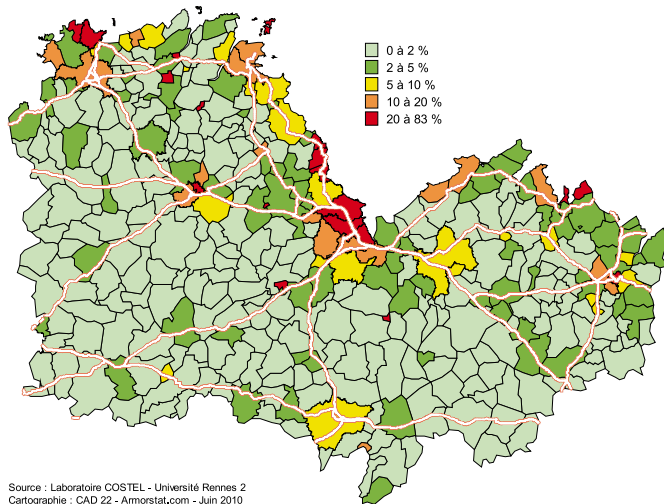 0 à 2 %
2 à 5 %
5 à 10 %
10 à 20 %
20 à 83 %
Source : Laboratoire COSTEL - Université Rennes 2
Cartographie : CAD 22 - Armorstat.com - Juin 2010